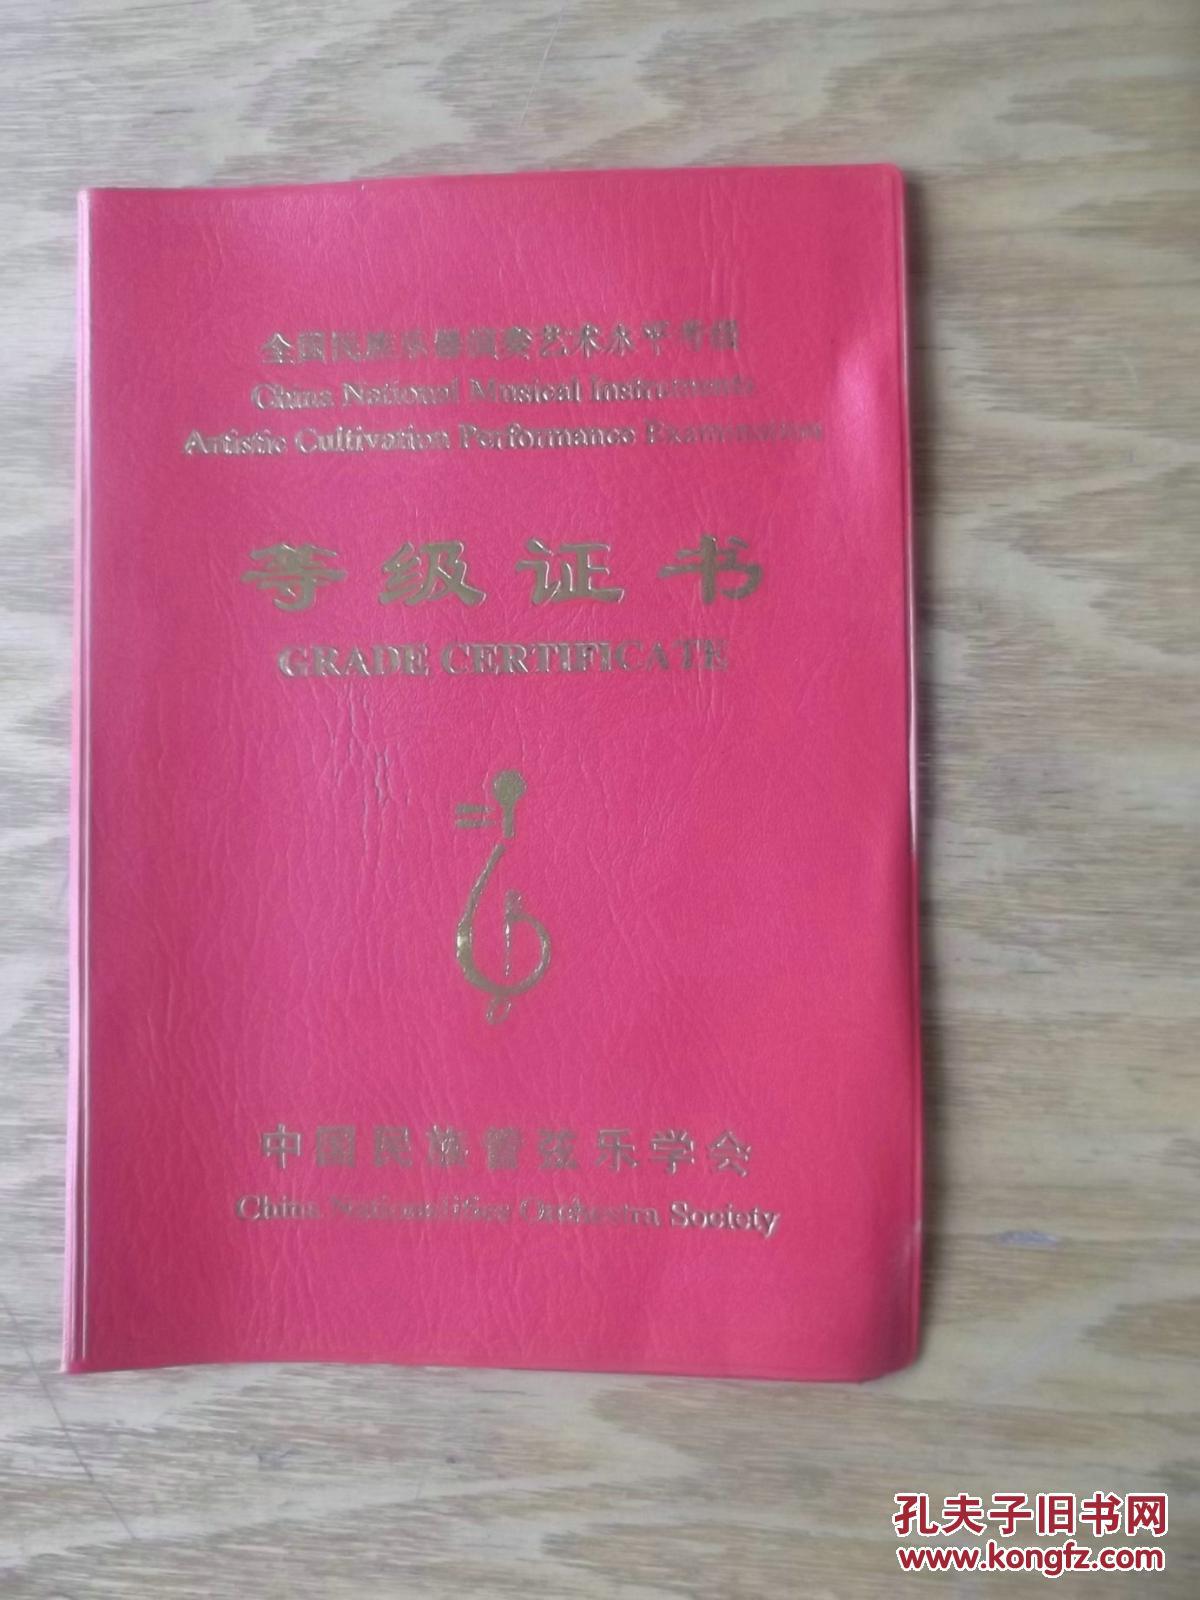 全国民族乐器演奏艺术水平考级
China National Musical Instruments
Artistic Cultivation Performance Examination
等级证书
GRADE CERTIFICATE
中国民族管弦乐学会
China Nationalities Orchestra Society
孔夫子旧书网
www.kongfz.com